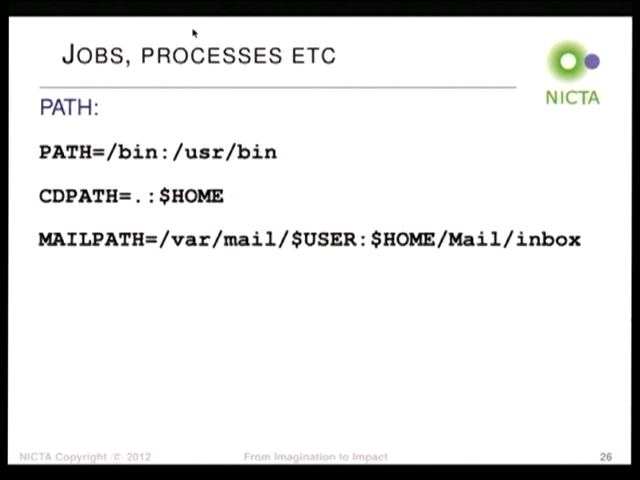 JOBS, PROCESSES ETC
NICTA
PATH:
PATH=/bin:/usr/bin
CDPATH=.:$HOME
MAILPATH=/var/mail/$USER:$HOME/Mail/inbox
NICTA Copyright © 2012
From Imagination to Impact
26